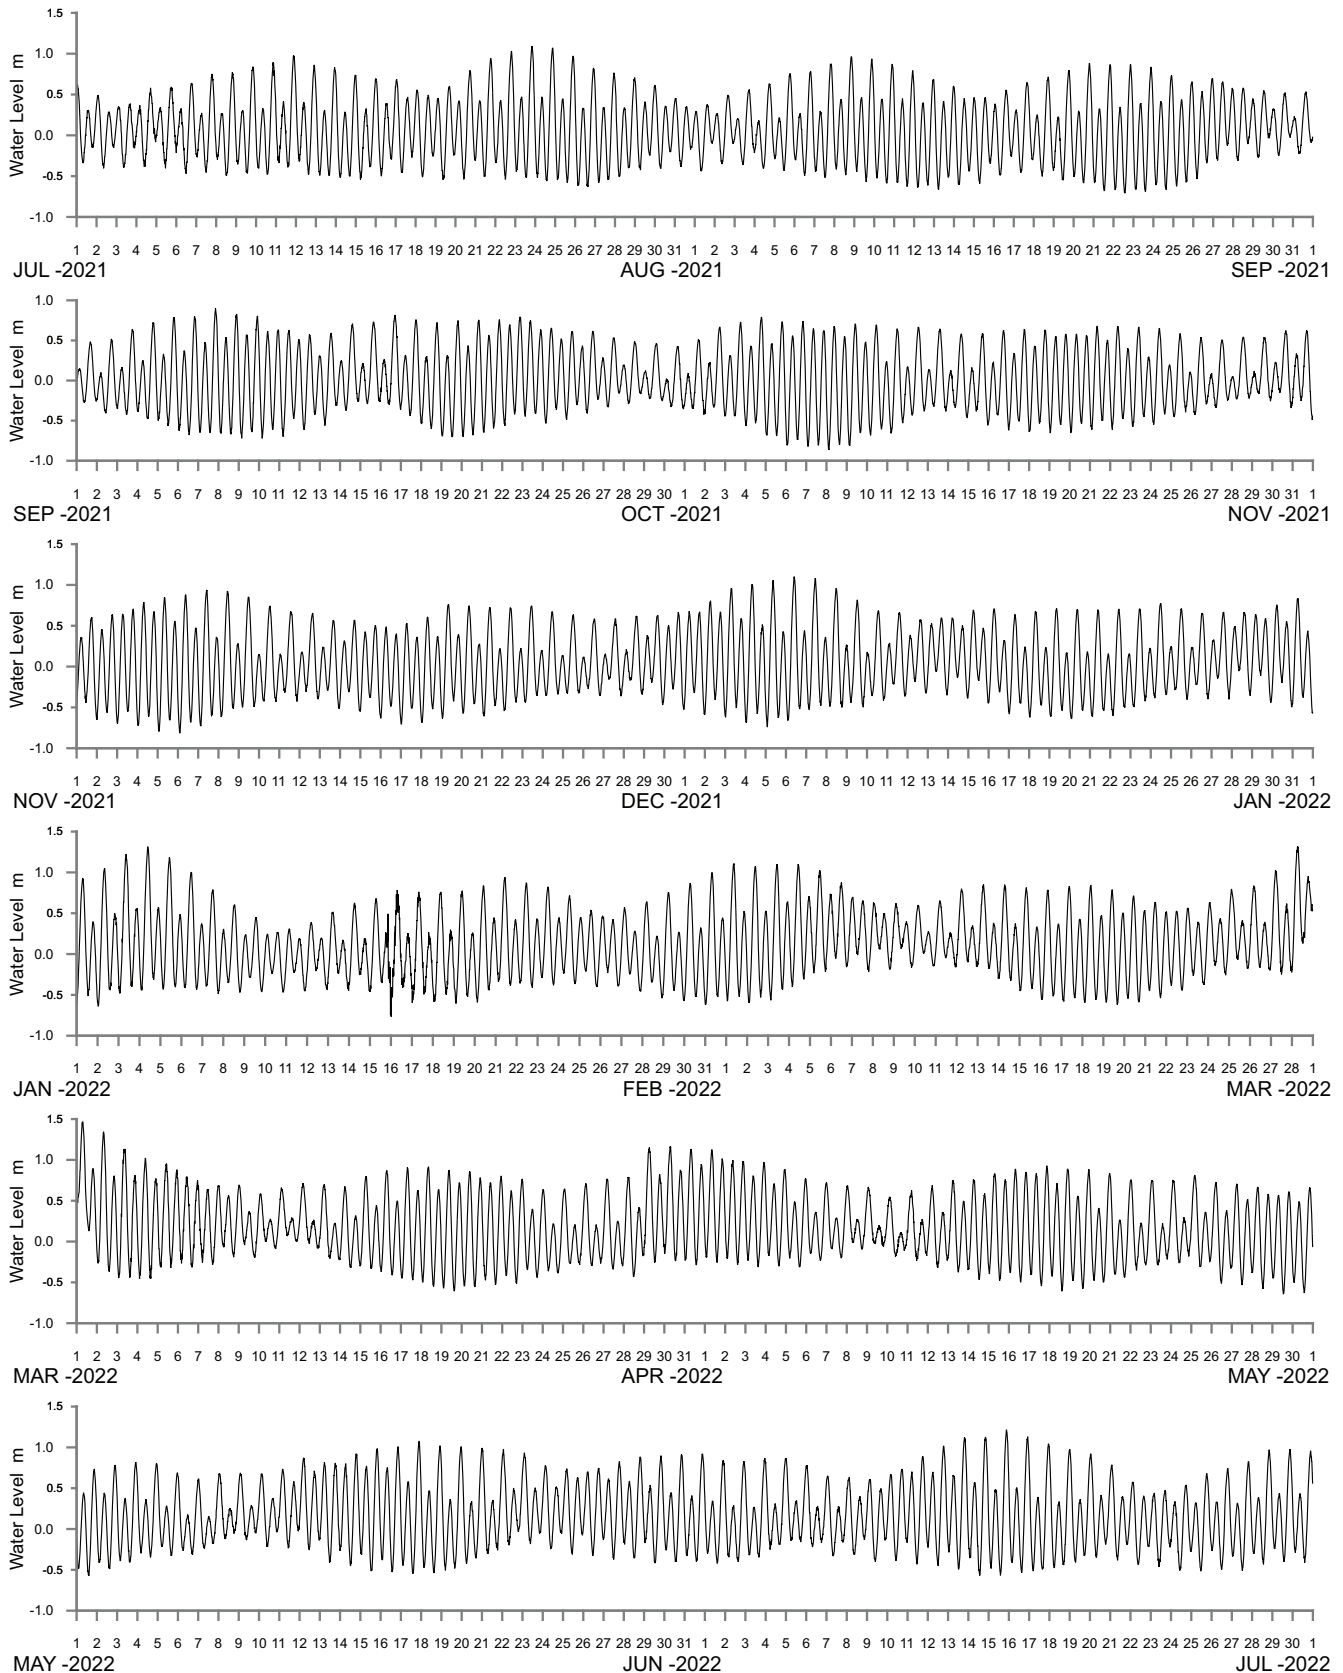 1.5
1.0
0.5
0.0
-0.5
-1.0
Water Level m
1 2 3 4 5 6 7 8 9 10 11 12 13 14 15 16 17 18 19 20 21 22 23 24 25 26 27 28 29 30 31 1 2 3 4 5 6 7 8 9 10 11 12 13 14 15 16 17 18 19 20 21 22 23 24 25 26 27 28 29 30 31 1
JUL -2021 AUG -2021 SEP -2021
1.0
0.5
0.0
-0.5
-1.0
Water Level m
1 2 3 4 5 6 7 8 9 10 11 12 13 14 15 16 17 18 19 20 21 22 23 24 25 26 27 28 29 30 1 2 3 4 5 6 7 8 9 10 11 12 13 14 15 16 17 18 19 20 21 22 23 24 25 26 27 28 29 30 31 1
SEP -2021 OCT -2021 NOV -2021
1.5
1.0
0.5
0.0
-0.5
-1.0
Water Level m
1 2 3 4 5 6 7 8 9 10 11 12 13 14 15 16 17 18 19 20 21 22 23 24 25 26 27 28 29 30 1 2 3 4 5 6 7 8 9 10 11 12 13 14 15 16 17 18 19 20 21 22 23 24 25 26 27 28 29 30 31 1
NOV -2021 DEC -2021 JAN -2022
1.5
1.0
0.5
0.0
-0.5
-1.0
Water Level m
1 2 3 4 5 6 7 8 9 10 11 12 13 14 15 16 17 18 19 20 21 22 23 24 25 26 27 28 29 30 31 1 2 3 4 5 6 7 8 9 10 11 12 13 14 15 16 17 18 19 20 21 22 23 24 25 26 27 28 1
JAN -2022 FEB -2022 MAR -2022
1.5
1.0
0.5
0.0
-0.5
-1.0
Water Level m
1 2 3 4 5 6 7 8 9 10 11 12 13 14 15 16 17 18 19 20 21 22 23 24 25 26 27 28 29 30 31 1 2 3 4 5 6 7 8 9 10 11 12 13 14 15 16 17 18 19 20 21 22 23 24 25 26 27 28 29 30 1
MAR -2022 APR -2022 MAY -2022
1.5
1.0
0.5
0.0
-0.5
-1.0
Water Level m
1 2 3 4 5 6 7 8 9 10 11 12 13 14 15 16 17 18 19 20 21 22 23 24 25 26 27 28 29 30 31 1 2 3 4 5 6 7 8 9 10 11 12 13 14 15 16 17 18 19 20 21 22 23 24 25 26 27 28 29 30 1
MAY -2022 JUN -2022 JUL -2022